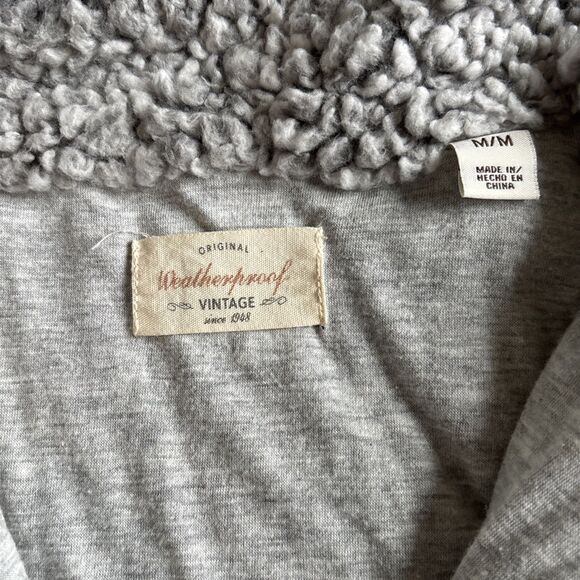 M/M
MADE IN/
HECHO EN
CHINA
ORIGINAL
Weatherproof
VINTAGE
since 1948